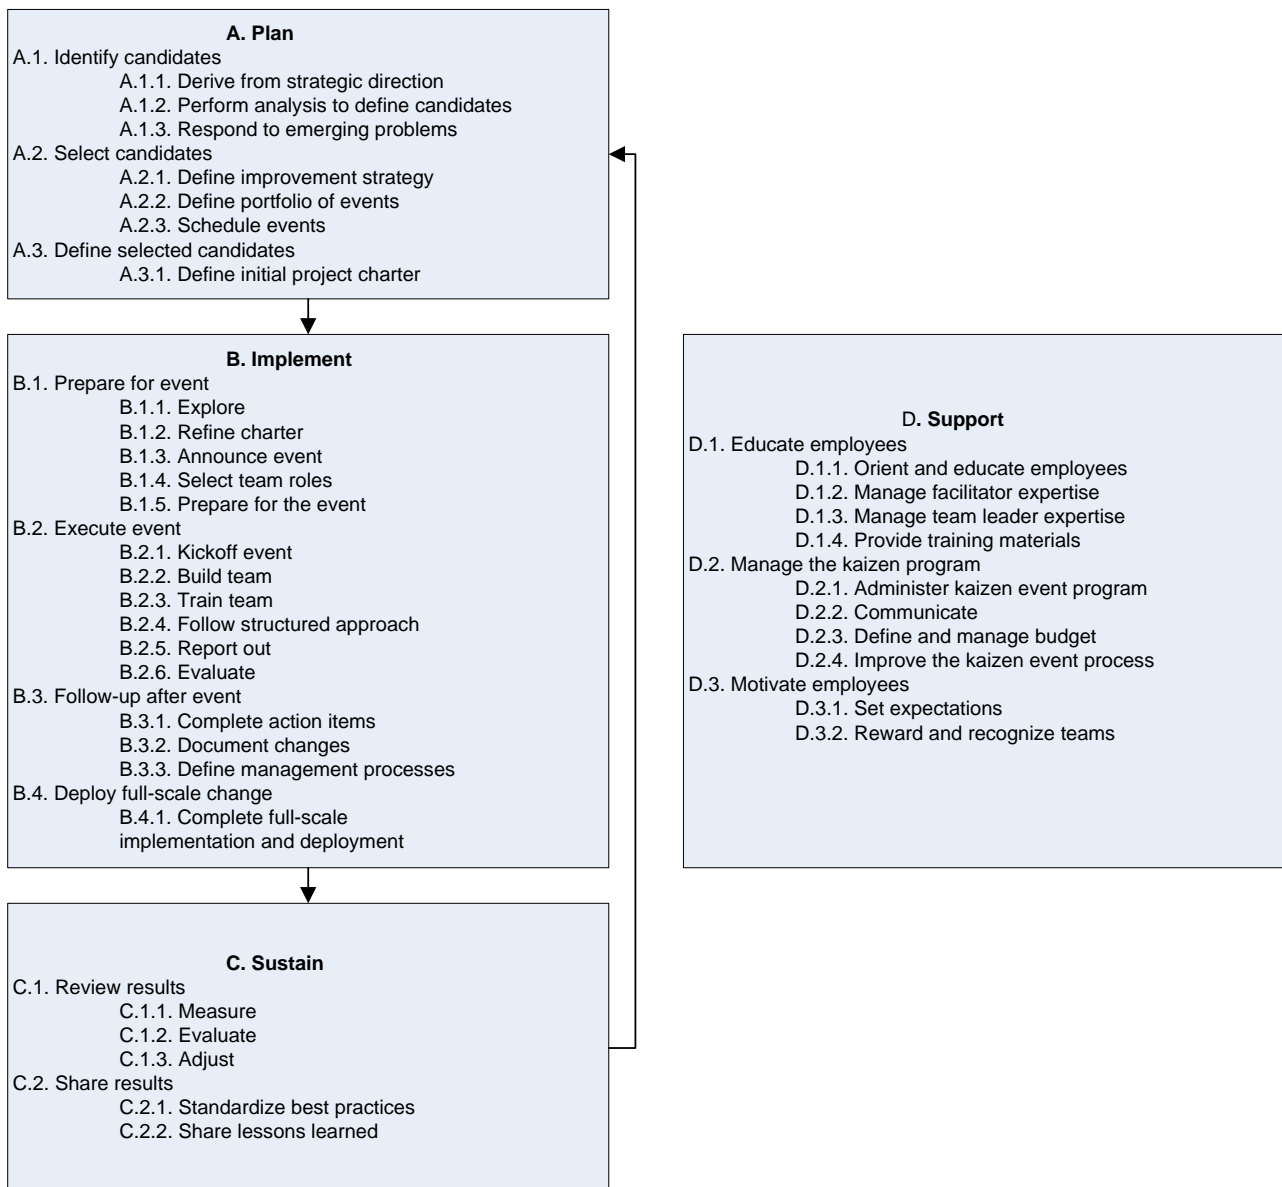 A. Plan
A.1. Identify candidates
A.1.1. Derive from strategic direction
A.1.2. Perform analysis to define candidates
A.1.3. Respond to emerging problems
A.2. Select candidates
A.2.1. Define improvement strategy
A.2.2. Define portfolio of events
A.2.3. Schedule events
A.3. Define selected candidates
A.3.1. Define initial project charter
B. Implement
B.1. Prepare for event
B.1.1. Explore
B.1.2. Refine charter
B.1.3. Announce event
B.1.4. Select team roles
B.1.5. Prepare for the event
B.2. Execute event
B.2.1. Kickoff event
B.2.2. Build team
B.2.3. Train team
B.2.4. Follow structured approach
B.2.5. Report out
B.2.6. Evaluate
B.3. Follow-up after event
B.3.1. Complete action items
B.3.2. Document changes
B.3.3. Define management processes
B.4. Deploy full-scale change
B.4.1. Complete full-scale
implementation and deployment
C. Sustain
C.1. Review results
C.1.1. Measure
C.1.2. Evaluate
C.1.3. Adjust
C.2. Share results
C.2.1. Standardize best practices
C.2.2. Share lessons learned
D. Support
D.1. Educate employees
D.1.1. Orient and educate employees
D.1.2. Manage facilitator expertise
D.1.3. Manage team leader expertise
D.1.4. Provide training materials
D.2. Manage the kaizen program
D.2.1. Administer kaizen event program
D.2.2. Communicate
D.2.3. Define and manage budget
D.2.4. Improve the kaizen event process
D.3. Motivate employees
D.3.1. Set expectations
D.3.2. Reward and recognize teams